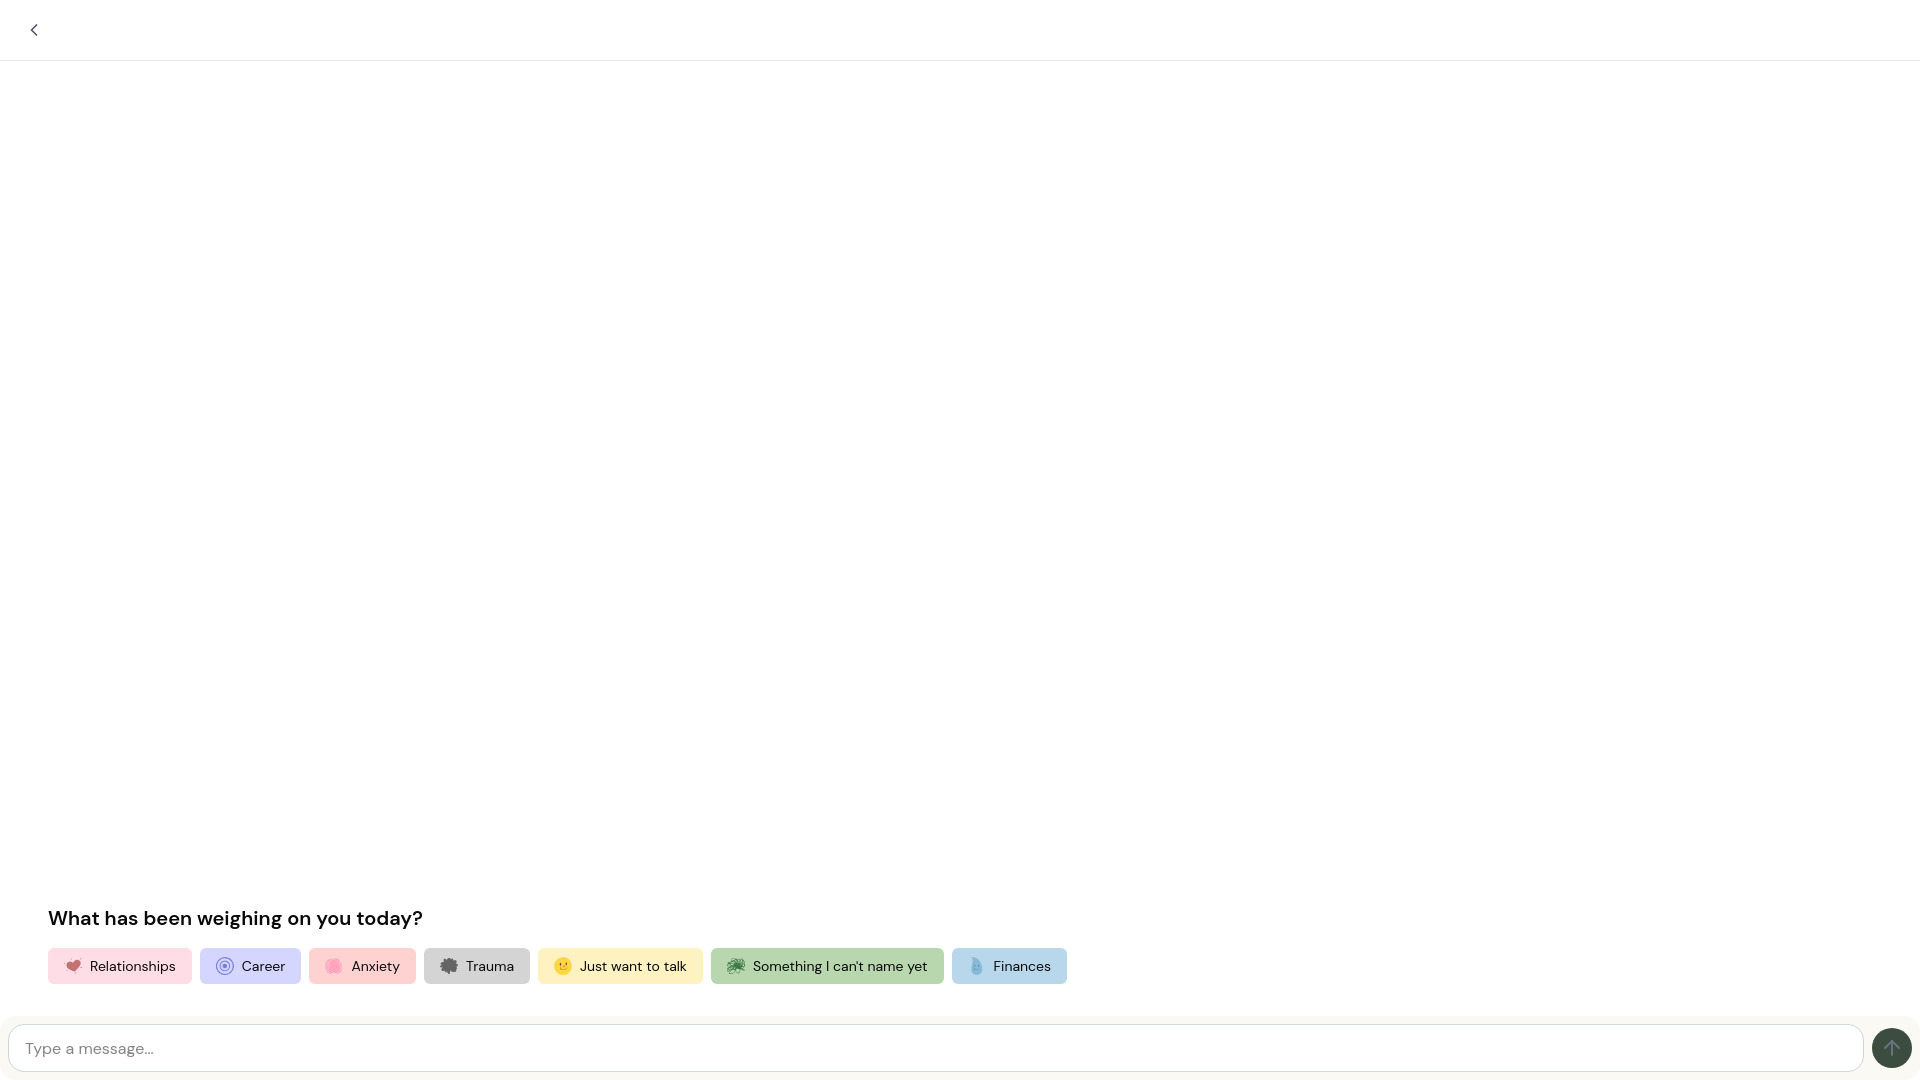 What has been weighing on you today?
Relationships
Career
Anxiety
Trauma
Just want to talk
Something I can't name yet
Finances
Type a message...